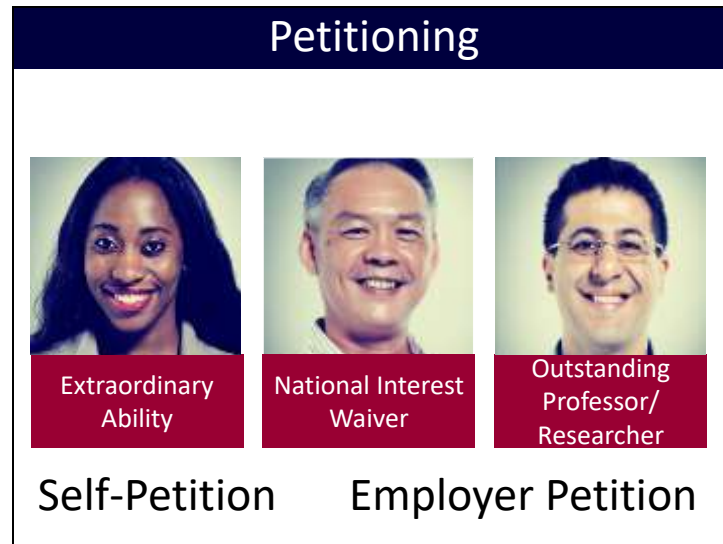 Petitioning
Extraordinary
Ability
National Interest
Waiver
Outstanding
Professor/
Researcher
Self-Petition
Employer Petition